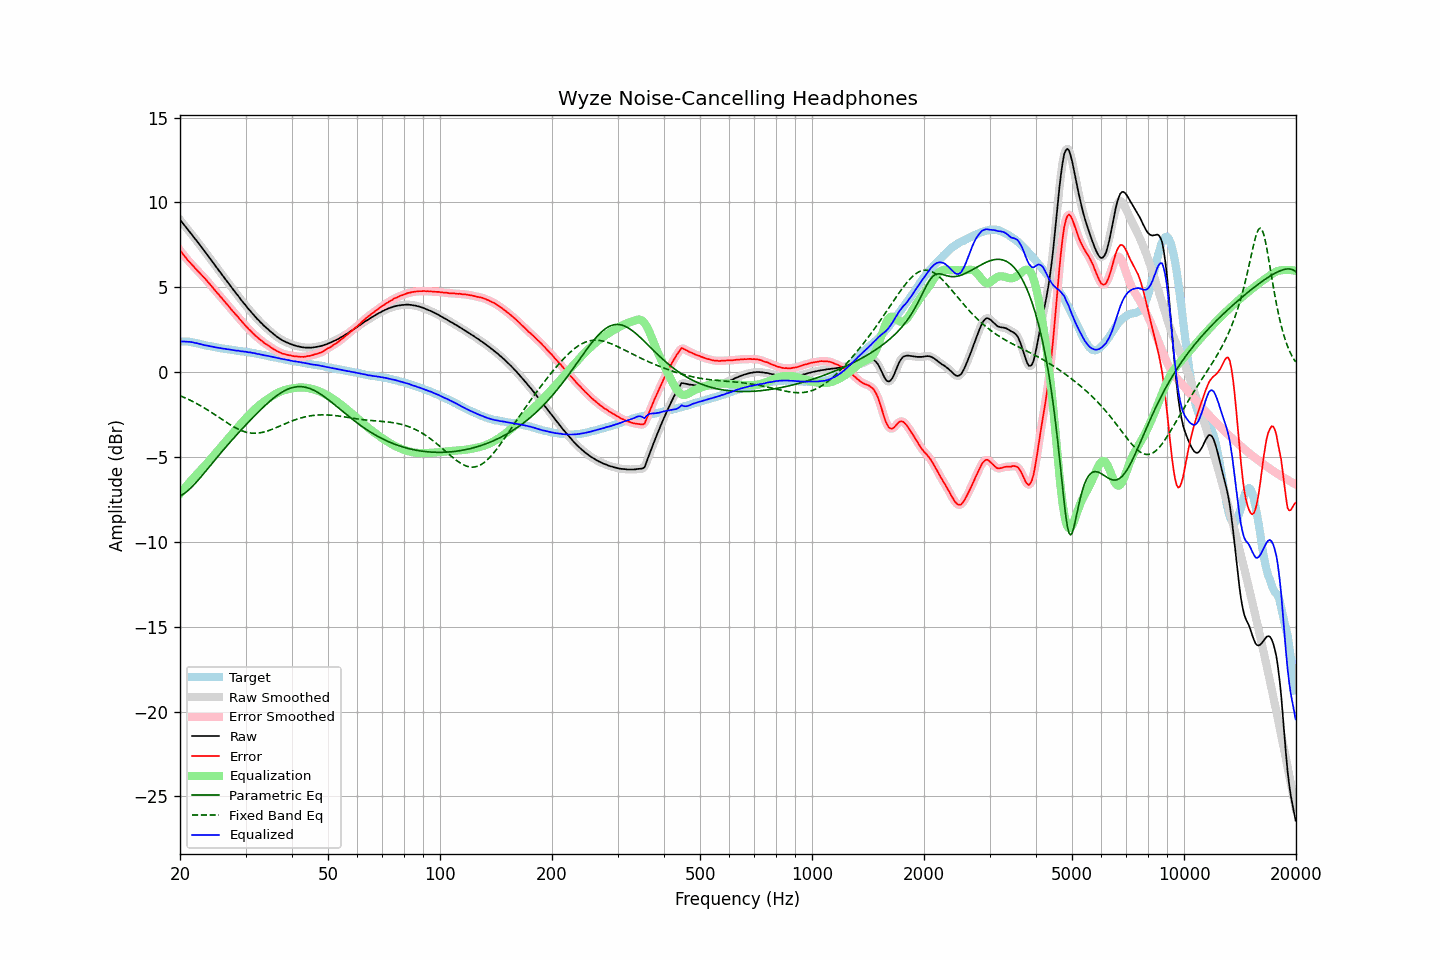 Wyze Noise-Cancelling Headphones
Amplitude (dBr)
15
10
5
0
−5
−10
−15
−20
−25
Target
Raw Smoothed
Error Smoothed
Raw
Error
Equalization
Parametric Eq
Fixed Band Eq
Equalized
20 50 100 200 500 1000 2000 5000 10000 20000
Frequency (Hz)